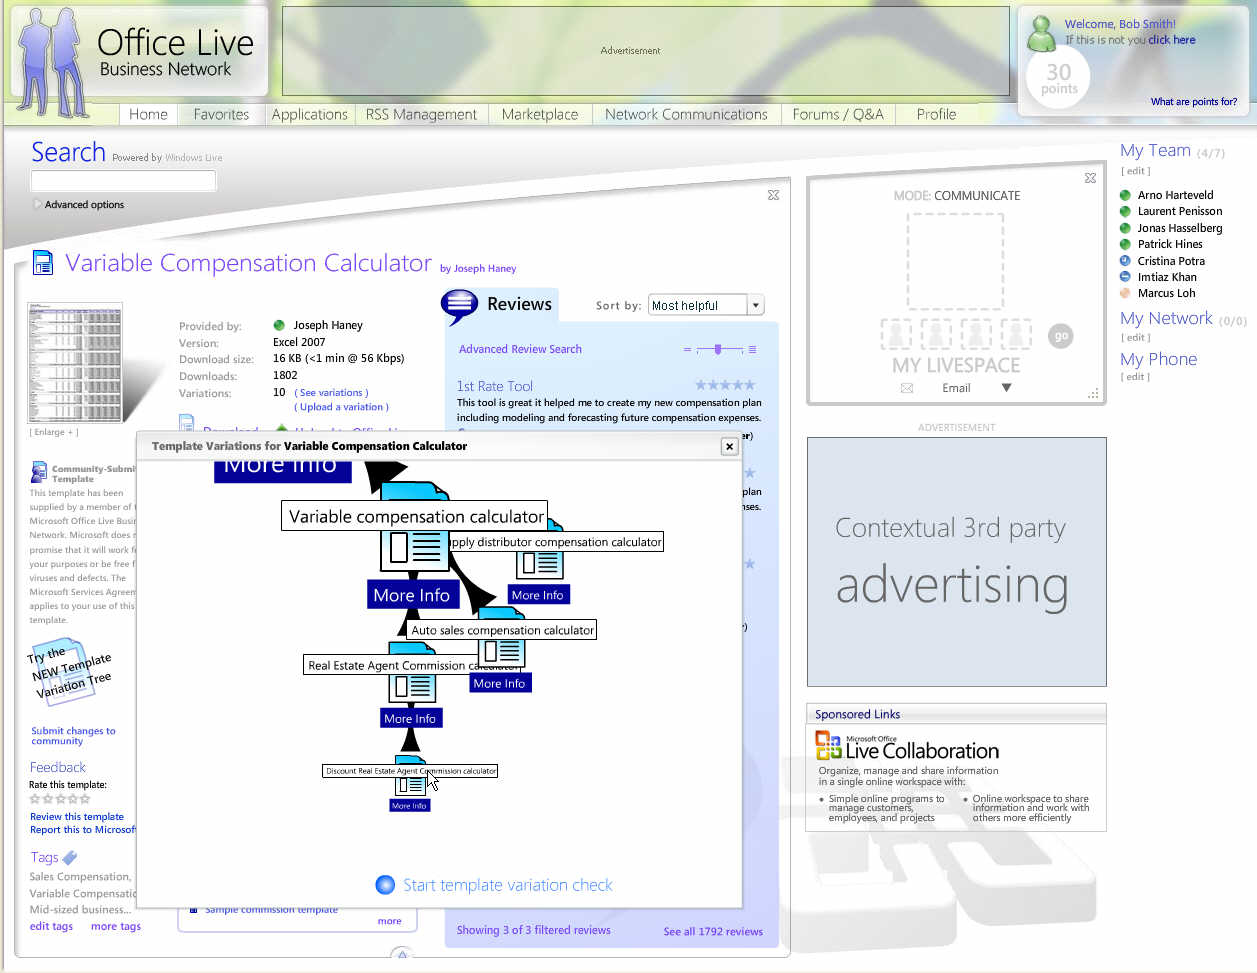 Office Live
Business Network
Advertisement
Welcome, Bob Smith!
If this is not you click here
30
points
What are points for?
Home
Favorites
Applications
RSS Management
Marketplace
Network Communications
Forums / Q&A
Profile
Search Powered by Windows Live
Advanced options
Variable Compensation Calculator by Joseph Haney
[ Enlarge + ]
Provided by: Joseph Haney
Version: Excel 2007
Download size: 16 KB (<1 min @ 56 Kbps)
Downloads: 1802
Variations: 10 ( See variations )
( Upload a variation )
Reviews
Sort by: Most helpful
Advanced Review Search
1st Rate Tool
This tool is great it helped me to create my new compensation plan
including modeling and forecasting future compensation expenses.
Community-Submi
Template
This template has been
supplied by a member of
Microsoft Office Live Busi
Network. Microsoft does n
promise that it will work f
your purposes or be free f
viruses and defects. The
Microsoft Services Agreem
applies to your use of this
template.
Try the
NEW Template
Variation Tree
Submit changes to
community
Feedback
Rate this template:
Review this template
Report this to Microsoft
Tags
Sales Compensation,
Variable Compensatio
Mid-sized business...
edit tags more tags
Template Variations for Variable Compensation Calculator
More Info
Variable compensation calculator
pply distributor compensation calculator
More Info
More Info
Auto sales compensation calculator
Real Estate Agent Commission calculator
More Info
More Info
Discount Real Estate Agent Commission calculator
More Info
Start template variation check
er)
plan
ses.
Sample commission template
more
Showing 3 of 3 filtered reviews
See all 1792 reviews
MODE: COMMUNICATE
go
MY LIVESPACE
Email
ADVERTISEMENT
Contextual 3rd party
advertising
Sponsored Links
Microsoft Office
Live Collaboration
Organize, manage and share information
in a single online workspace with:
• Simple online programs to
manage customers,
employees, and projects
• Online workspace to share
information and work with
others more efficiently
My Team (4/7)
[ edit ]
Arno Harteveld
Laurent Penisson
Jonas Hasselberg
Patrick Hines
Cristina Potra
Imtiaz Khan
Marcus Loh
My Network (0/0)
[ edit ]
My Phone
[ edit ]